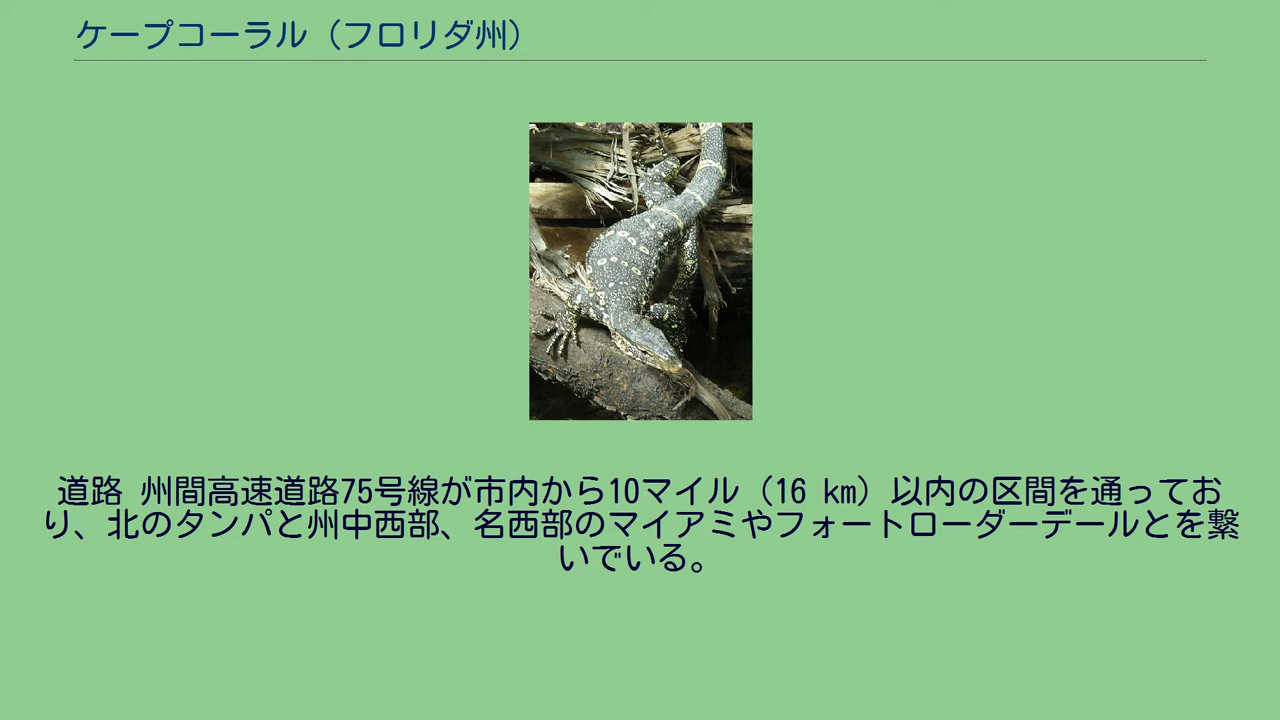 ケープコーラル（フロリダ州）
道路 州間高速道路75号線が市内から10マイル（16 km）以内の区間を通ってお
り、北のタンパと州中西部、名西部のマイアミやフォートローダーデールとを繋
いでいる。